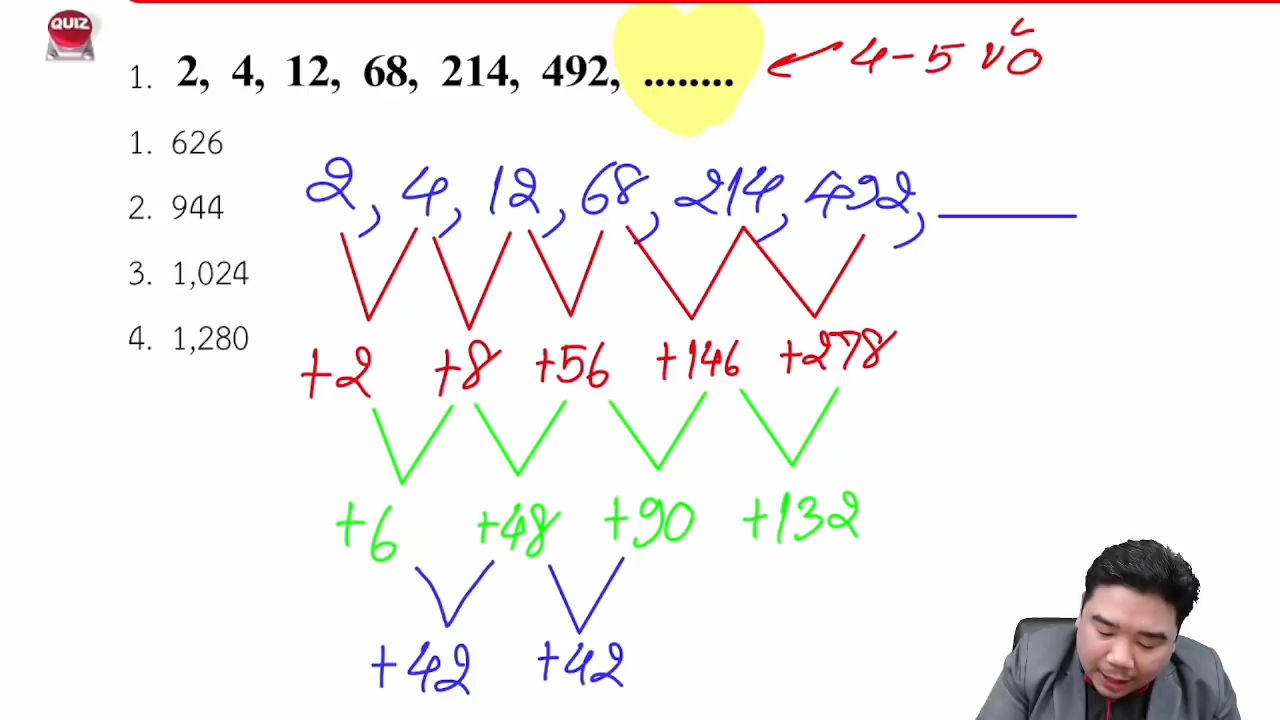 QUIZ
1. 2, 4, 12, 68, 214, 492, ........
4-5 ข้อ
1. 626
2. 944
3. 1,024
4. 1,280
2, 4, 12, 68, 214, 492, ______
+2 +8 +56 +146 +278
+6 +48 +90 +132
+42 +42